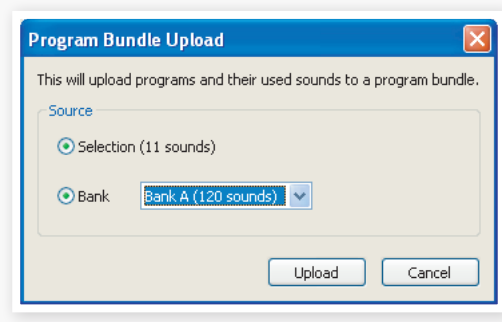 Program Bundle Upload
This will upload programs and their used sounds to a program bundle.
Source
Selection (11 sounds)
Bank Bank A (120 sounds)
Upload Cancel